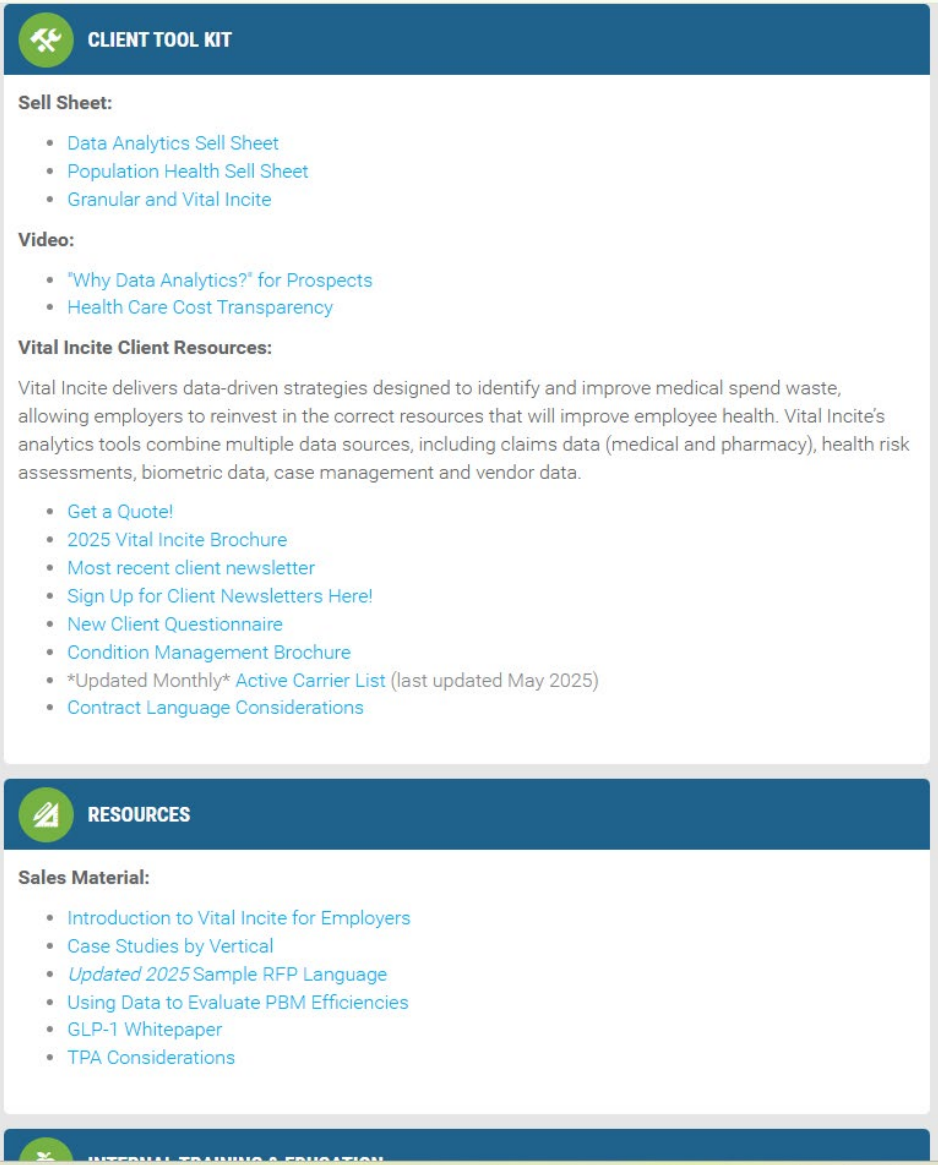 CLIENT TOOL KIT
Sell Sheet:
Data Analytics Sell Sheet
Population Health Sell Sheet
Granular and Vital Incite
Video:
"Why Data Analytics?" for Prospects
Health Care Cost Transparency
Vital Incite Client Resources:
Vital Incite delivers data-driven strategies designed to identify and improve medical spend waste,
allowing employers to reinvest in the correct resources that will improve employee health. Vital Incite's
analytics tools combine multiple data sources, including claims data (medical and pharmacy), health risk
assessments, biometric data, case management and vendor data.
Get a Quote!
2025 Vital Incite Brochure
Most recent client newsletter
Sign Up for Client Newsletters Here!
New Client Questionnaire
Condition Management Brochure
*Updated Monthly* Active Carrier List (last updated May 2025)
Contract Language Considerations
RESOURCES
Sales Material:
Introduction to Vital Incite for Employers
Case Studies by Vertical
Updated 2025 Sample RFP Language
Using Data to Evaluate PBM Efficiencies
GLP-1 Whitepaper
TPA Considerations
INTERNAL TRAINING & EDUCATION